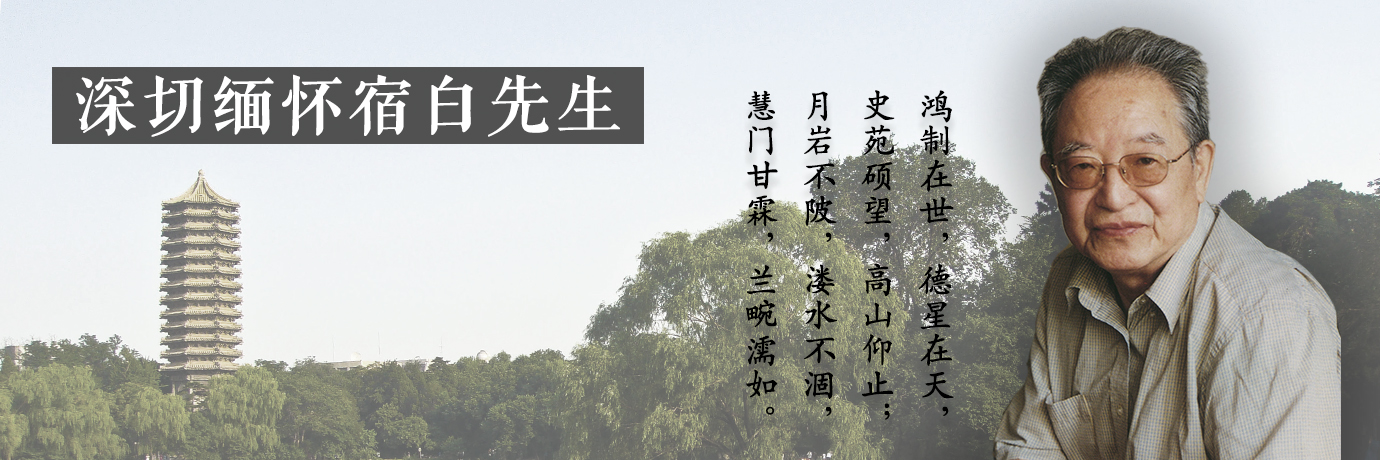 深切缅怀宿白先生
鸿制在世，德星在天，
史苑硕望，高山仰止；
月岩不陂，溇水不涸，
慧门甘霖，兰畹濡如。